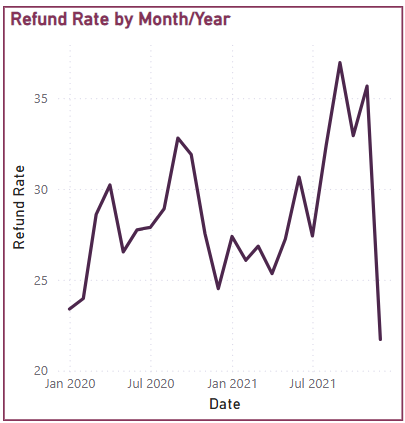 Refund Rate by Month/Year
35
30
25
20
Refund Rate
Jan 2020 Jul 2020 Jan 2021 Jul 2021
Date